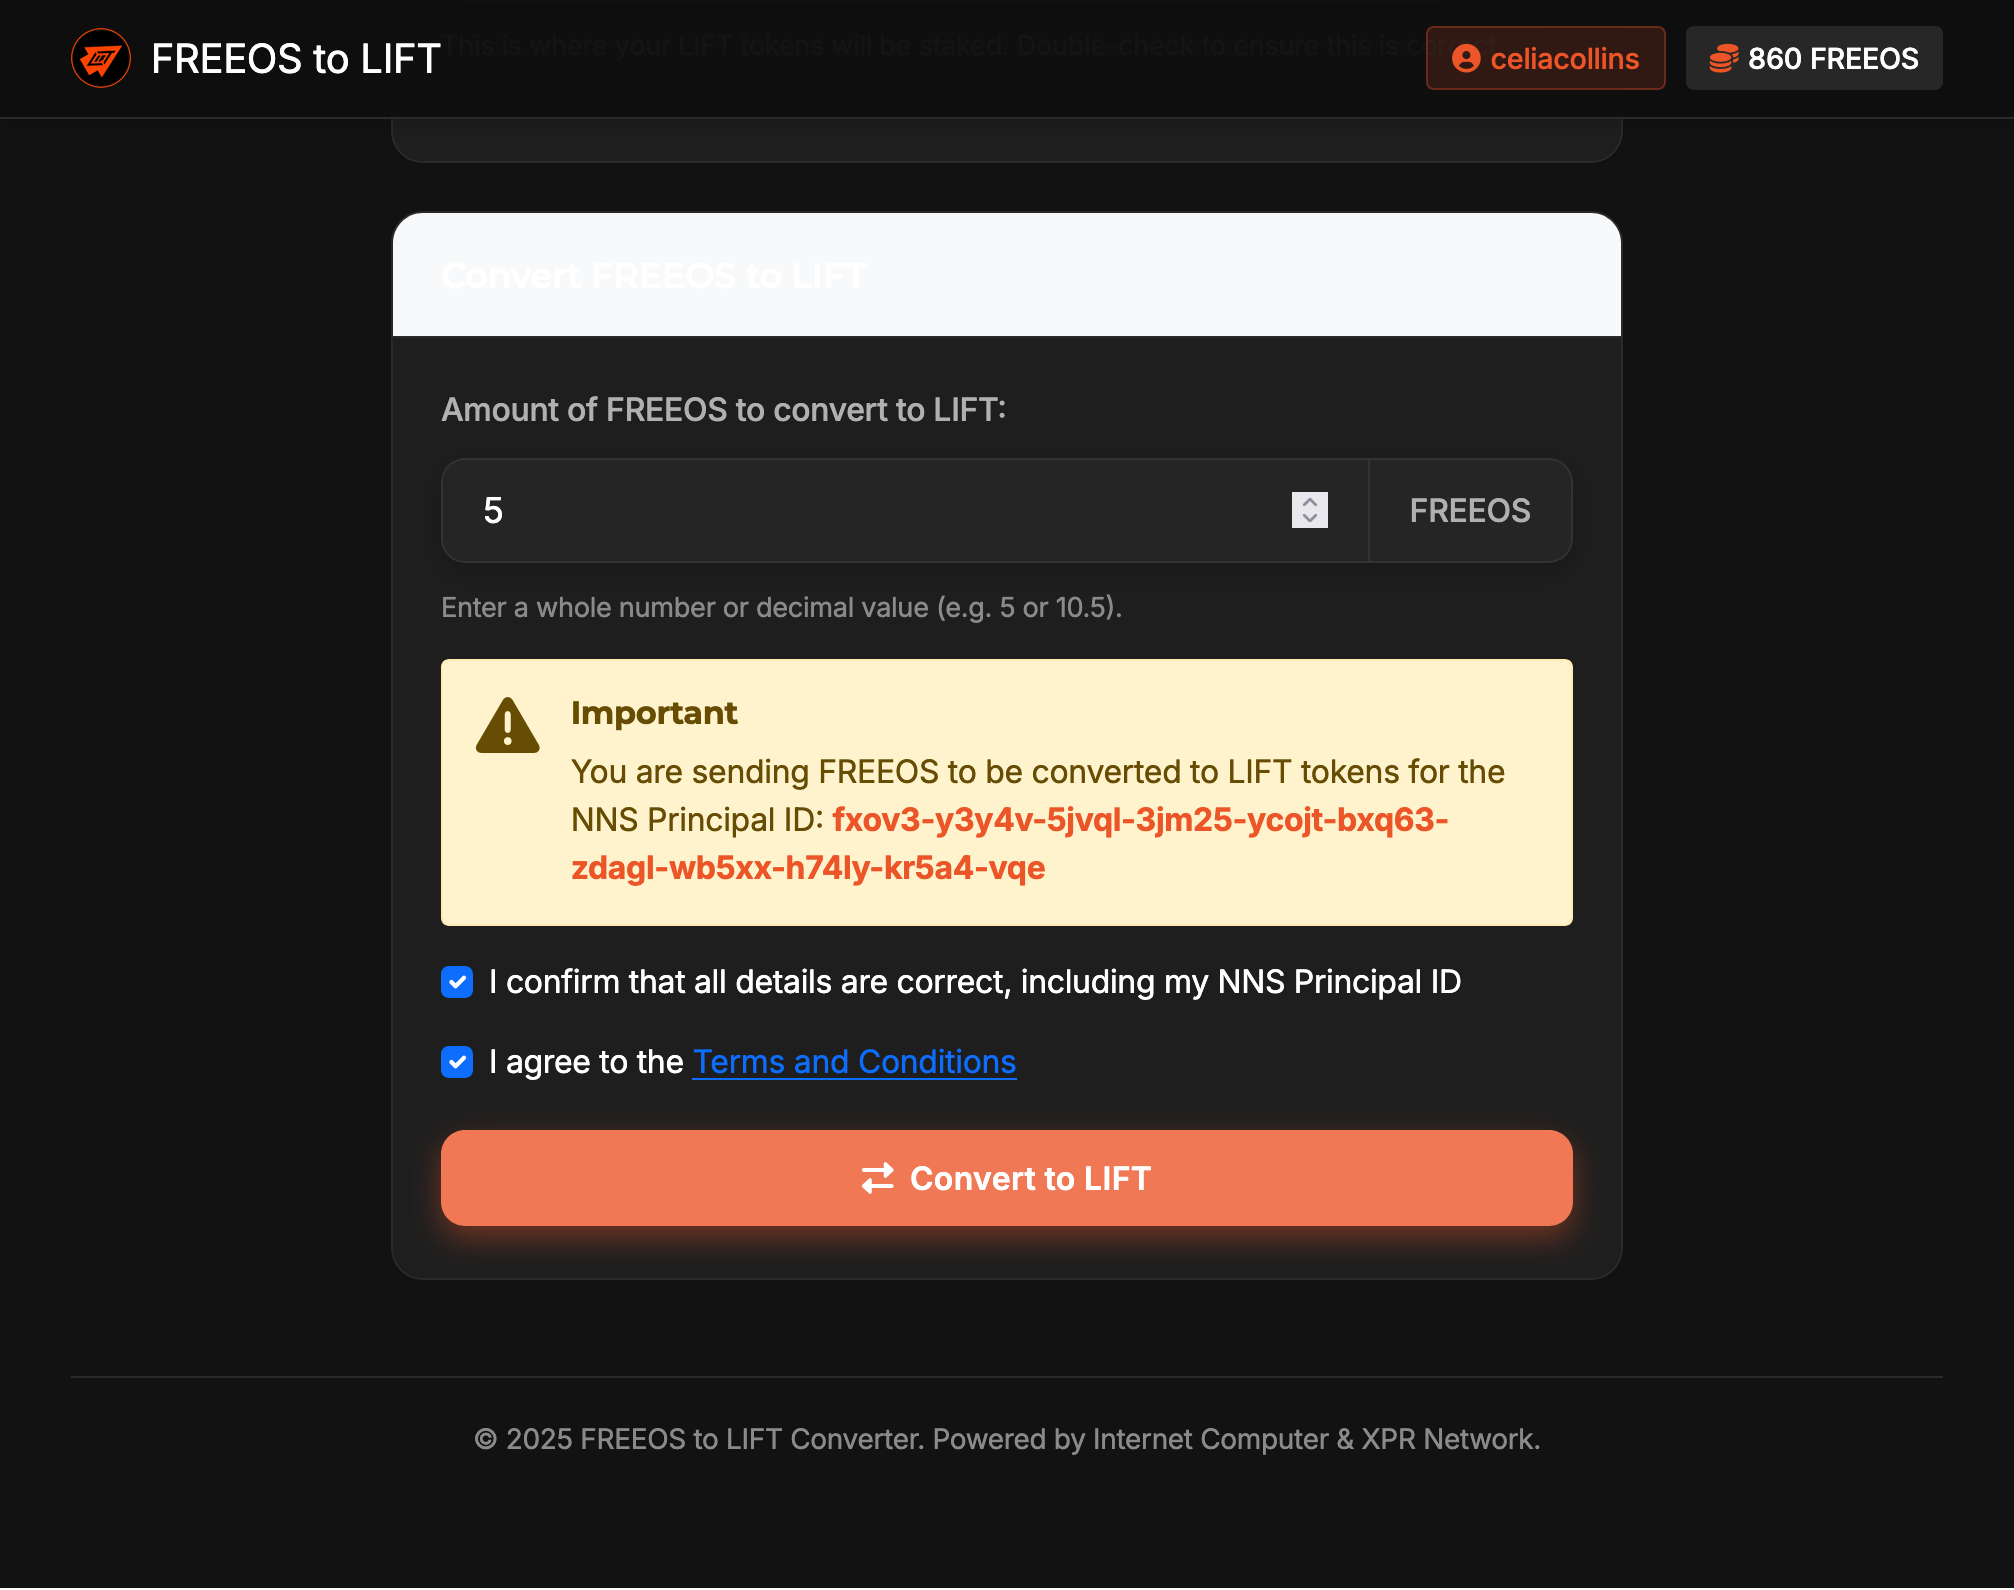 FREEOS to LIFT
This is where your LIFT tokens will be staked. Double-check to ensure this is correct.
celiacollins
860 FREEOS
Convert FREEOS to LIFT
Amount of FREEOS to convert to LIFT:
5
FREEOS
Enter a whole number or decimal value (e.g. 5 or 10.5).
Important
You are sending FREEOS to be converted to LIFT tokens for the
NNS Principal ID: fxov3-y3y4v-5jvql-3jm25-ycojt-bxq63-
zdagl-wb5xx-h74ly-kr5a4-vqe
I confirm that all details are correct, including my NNS Principal ID
I agree to the Terms and Conditions
Convert to LIFT
© 2025 FREEOS to LIFT Converter. Powered by Internet Computer & XPR Network.